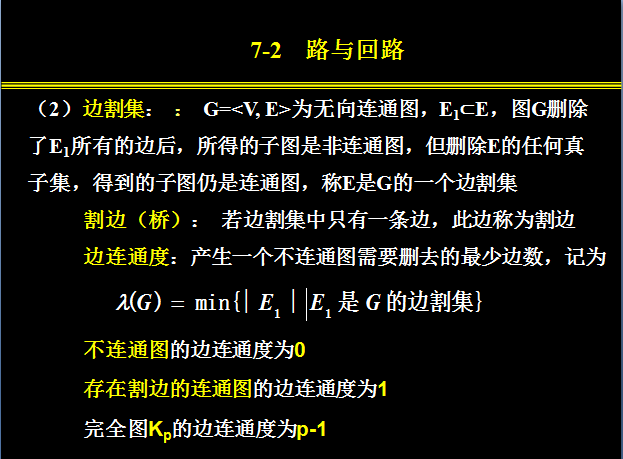 7-2 路与回路
（2）边割集： ： G=<V, E>为无向连通图，E₁⊂E，图G删除
了E₁所有的边后，所得的子图是非连通图，但删除E的任何真
子集，得到的子图仍是连通图，称E是G的一个边割集
割边（桥）： 若边割集中只有一条边，此边称为割边
边连通度：产生一个不连通图需要删去的最少边数，记为
λ(G) = min{| E₁ | | E₁ 是 G 的边割集}
不连通图的边连通度为0
存在割边的连通图的边连通度为1
完全图Kₚ的边连通度为p-1